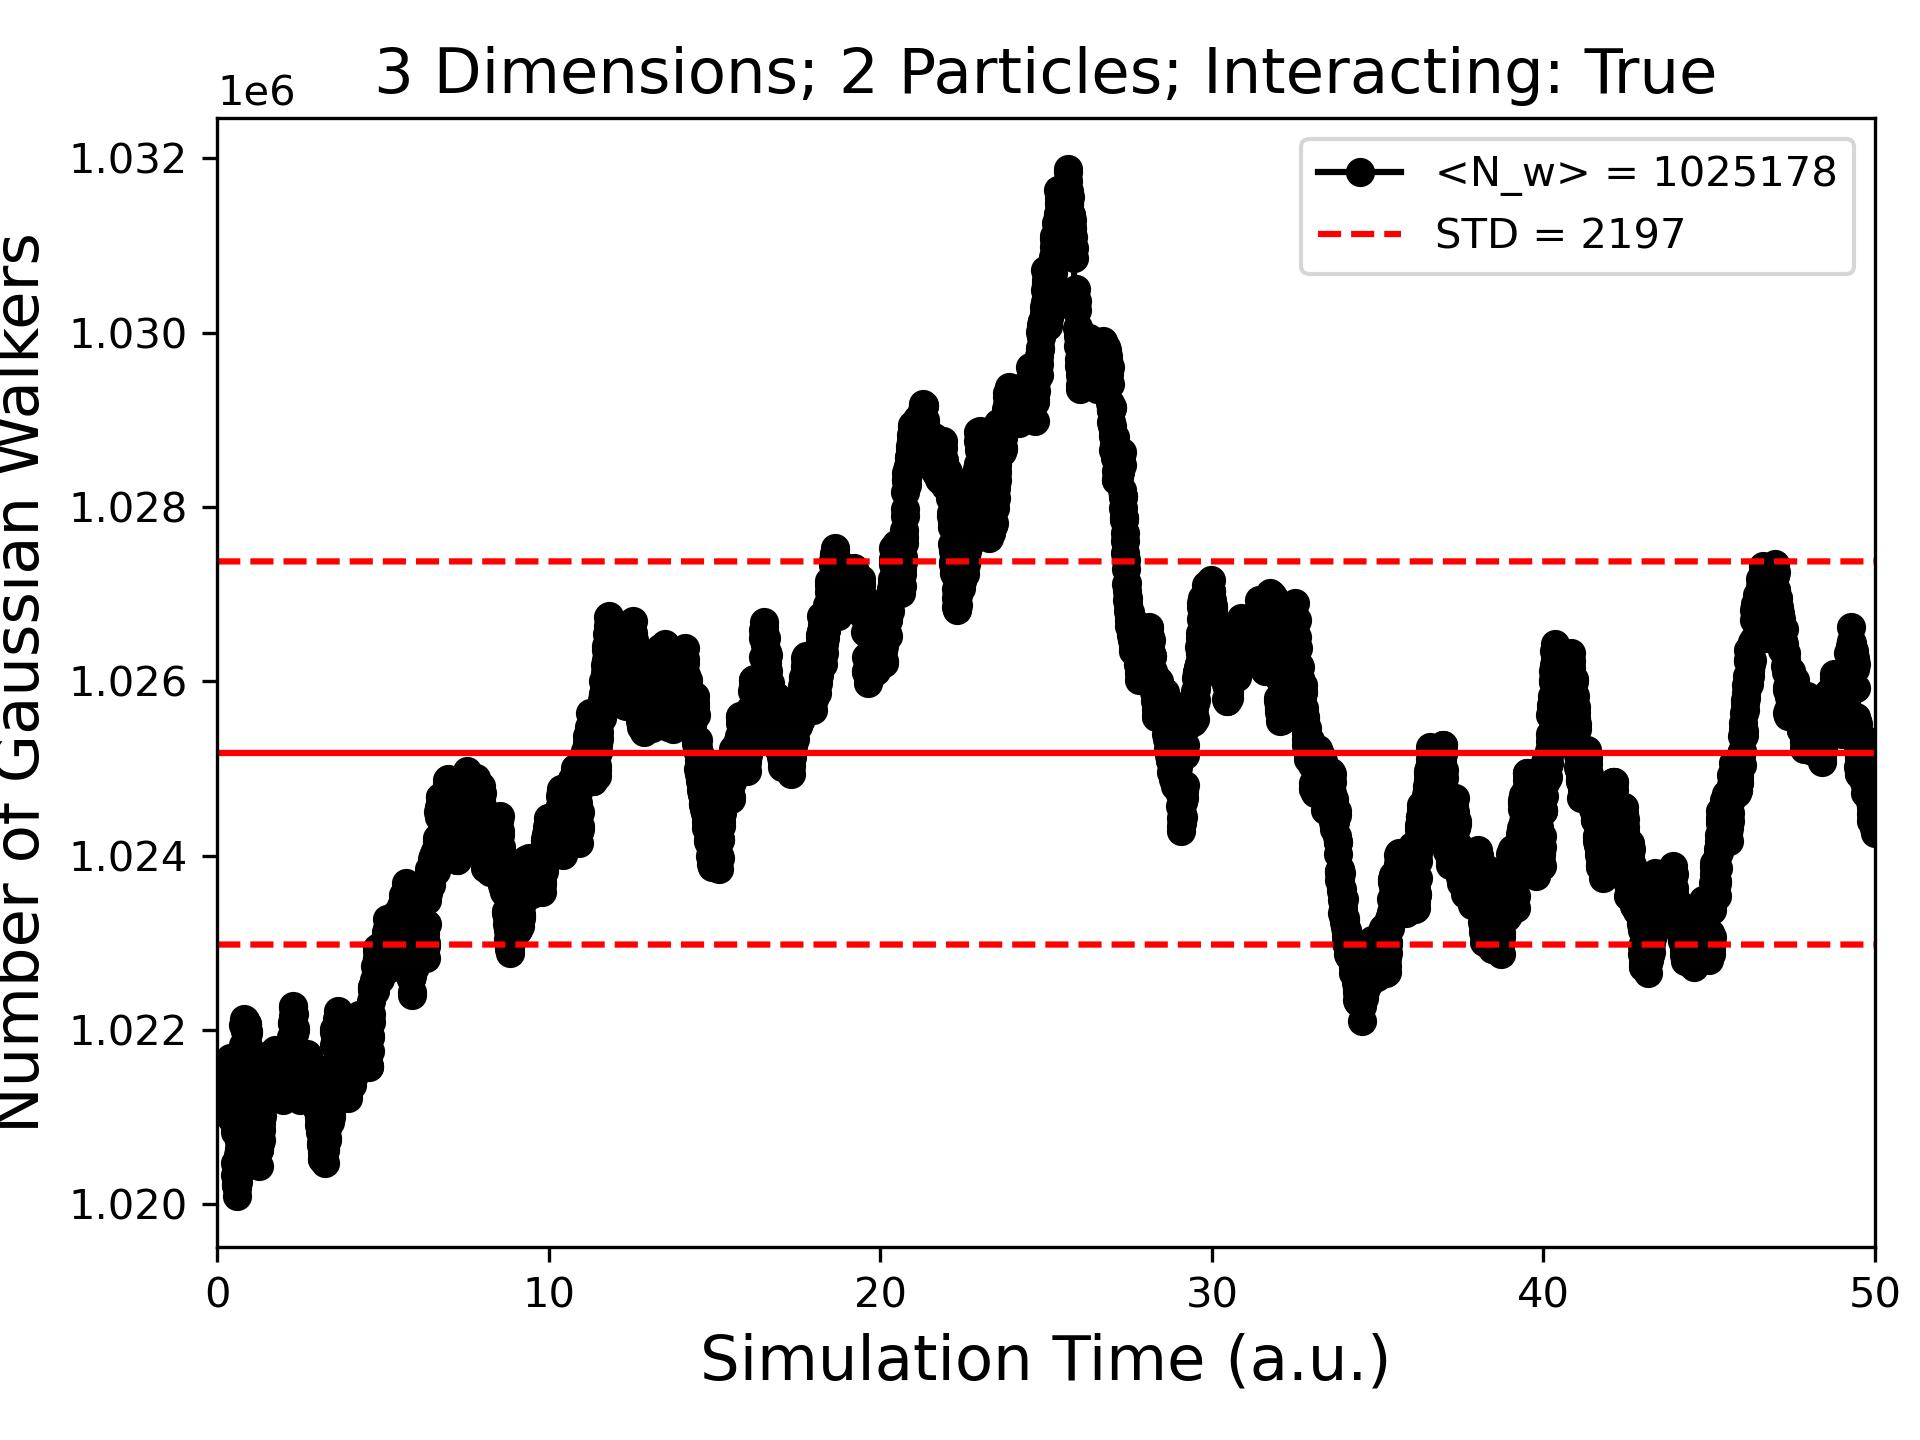 3 Dimensions; 2 Particles; Interacting: True
1e6
<N_w> = 1025178
STD = 2197
1.032
1.030
1.028
1.026
1.024
1.022
1.020
Number of Gaussian Walkers
0 10 20 30 40 50
Simulation Time (a.u.)